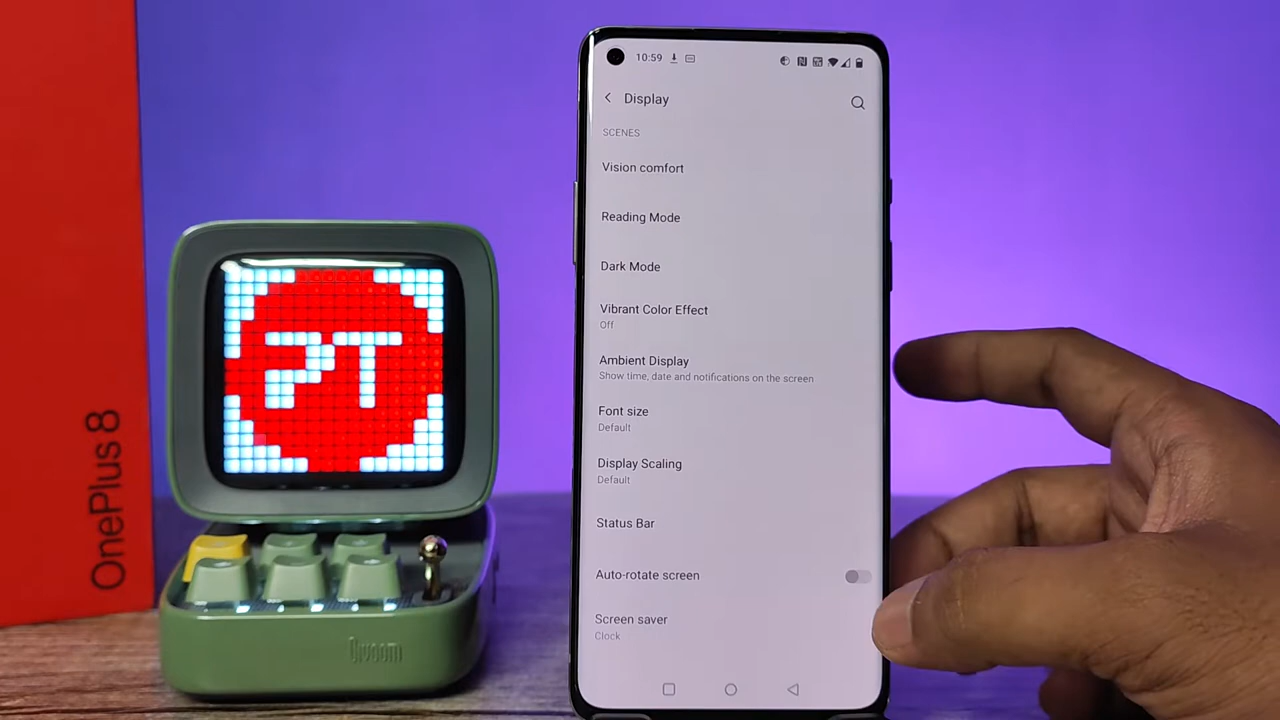 OnePlus 8
PT
Divoom
10:59
Display
SCENES
Vision comfort
Reading Mode
Dark Mode
Vibrant Color Effect
Off
Ambient Display
Show time, date and notifications on the screen
Font size
Default
Display Scaling
Default
Status Bar
Auto-rotate screen
Screen saver
Clock